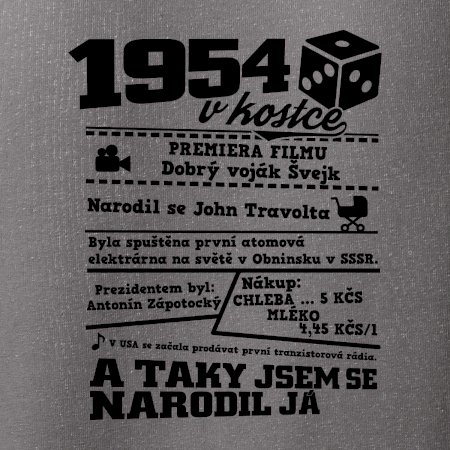 1954
v kostce
PREMIERA FILMU
Dobrý voják Švejk
Narodil se John Travolta
Byla spuštěna první atomová
elektrárna na světě v Obninsku v SSSR.
Prezidentem byl:
Antonín Zápotocký
Nákup:
CHLEBA ... 5 KČS
MLÉKO
4,45 KČS/l
V USA se začala prodávat první tranzistorová rádia.
A TAKY JSEM SE
NARODIL JÁ